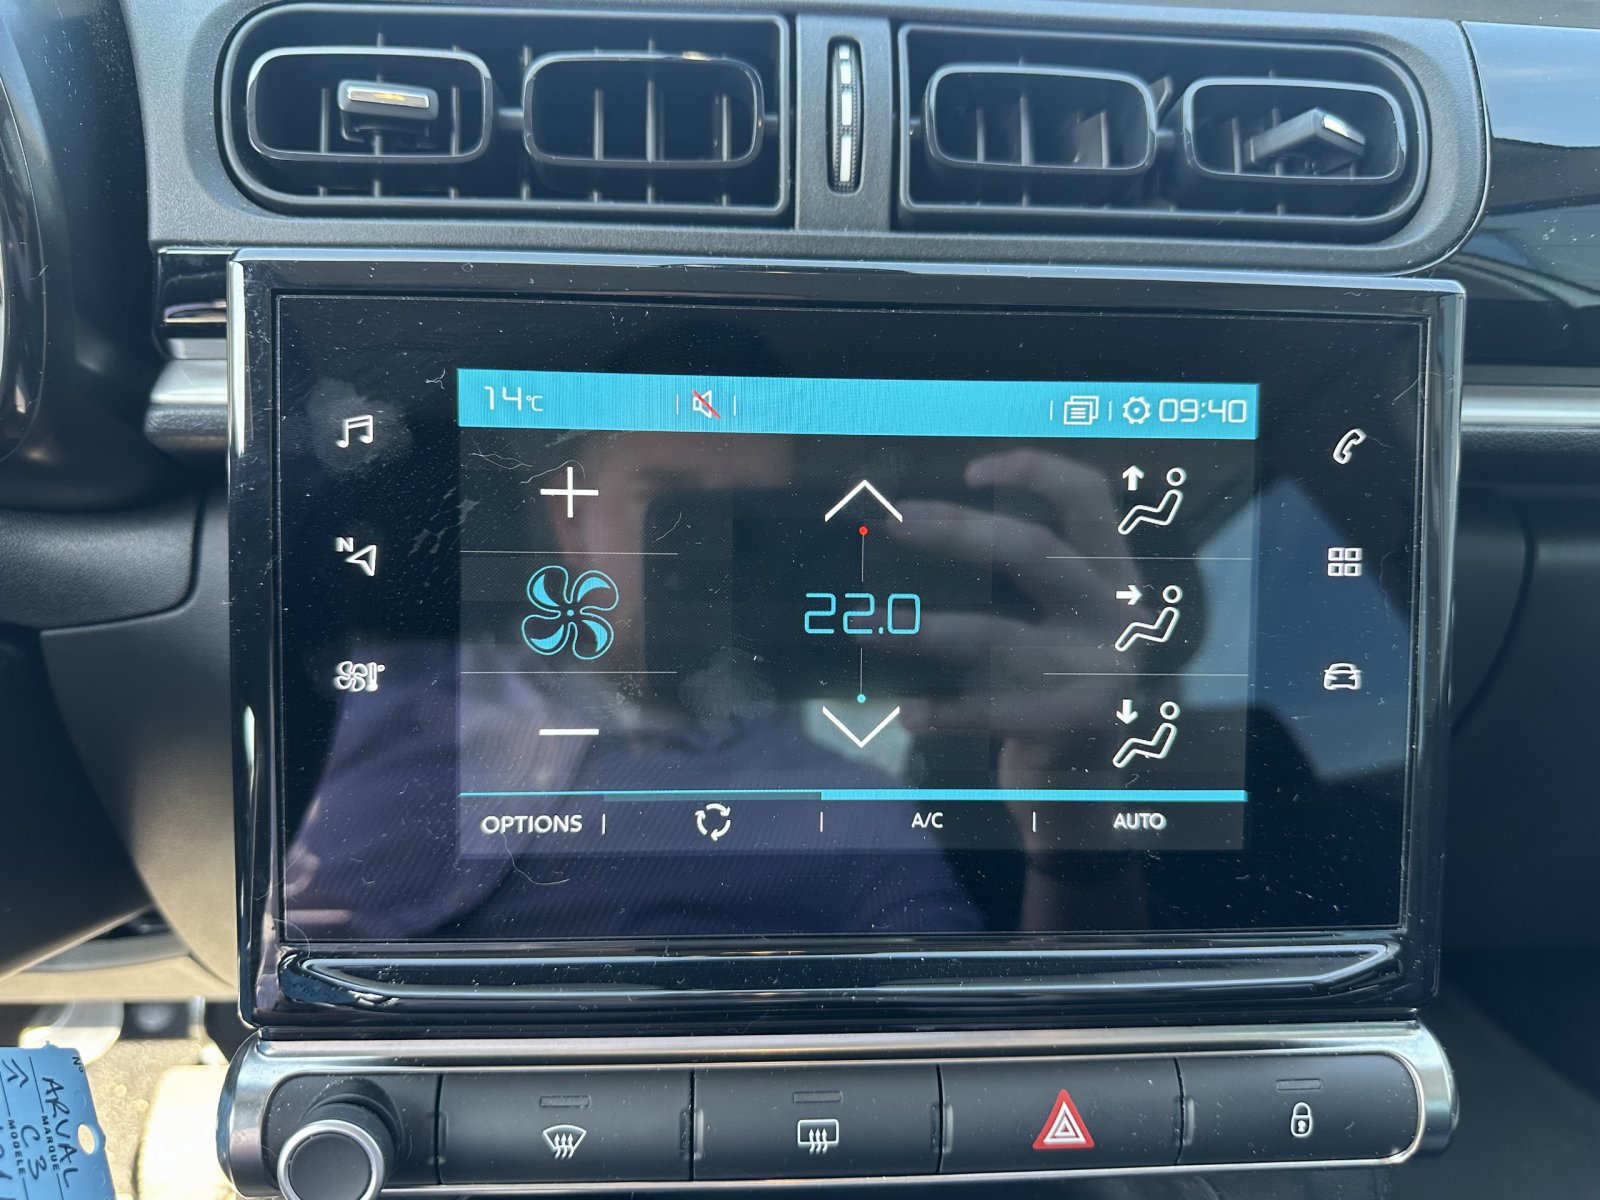 14°C
09:40
N
22.0
OPTIONS
A/C
AUTO
N°
ARVAL
MARQUE
C3
MODELE